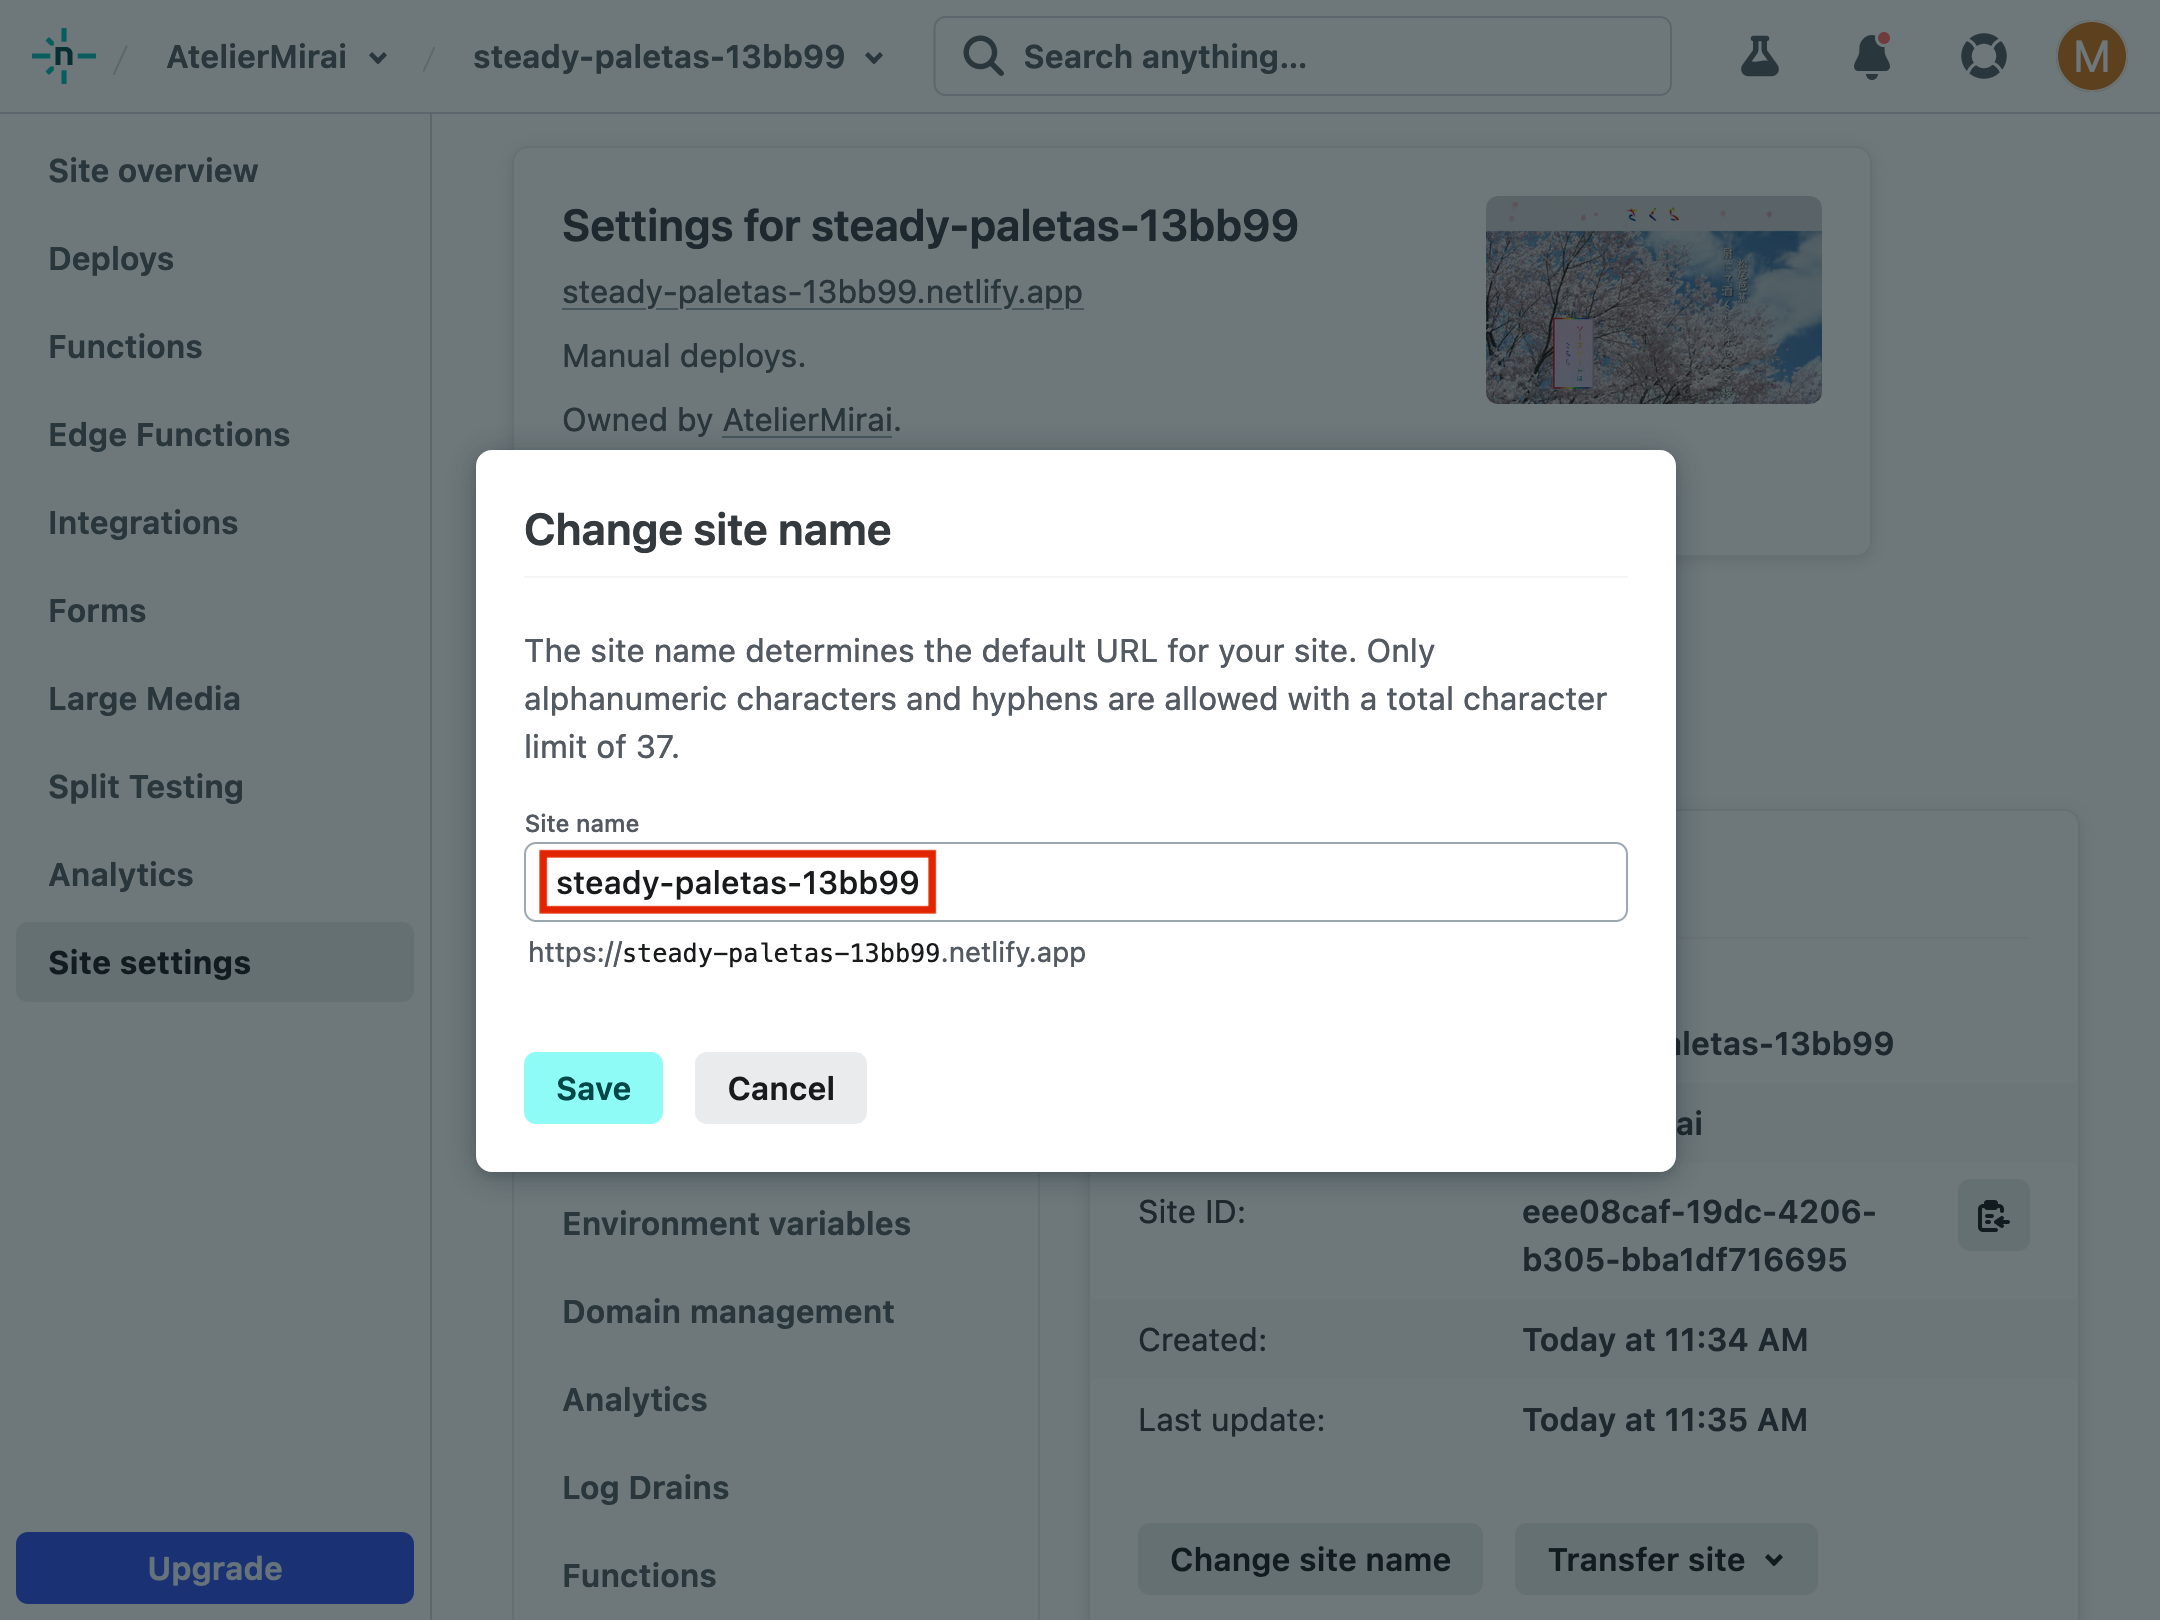 n / AtelierMirai / steady-paletas-13bb99
Search anything...
M
Site overview
Deploys
Functions
Edge Functions
Integrations
Forms
Large Media
Split Testing
Analytics
Site settings
Upgrade
Settings for steady-paletas-13bb99
steady-paletas-13bb99.netlify.app
Manual deploys.
Owned by AtelierMirai.
さくら
Change site name
The site name determines the default URL for your site. Only
alphanumeric characters and hyphens are allowed with a total character
limit of 37.
Site name
steady-paletas-13bb99
https://steady-paletas-13bb99.netlify.app
Save
Cancel
Environment variables
Domain management
Analytics
Log Drains
Functions
letas-13bb99
ai
Site ID:
eee08caf-19dc-4206-
b305-bba1df716695
Created:
Today at 11:34 AM
Last update:
Today at 11:35 AM
Change site name
Transfer site